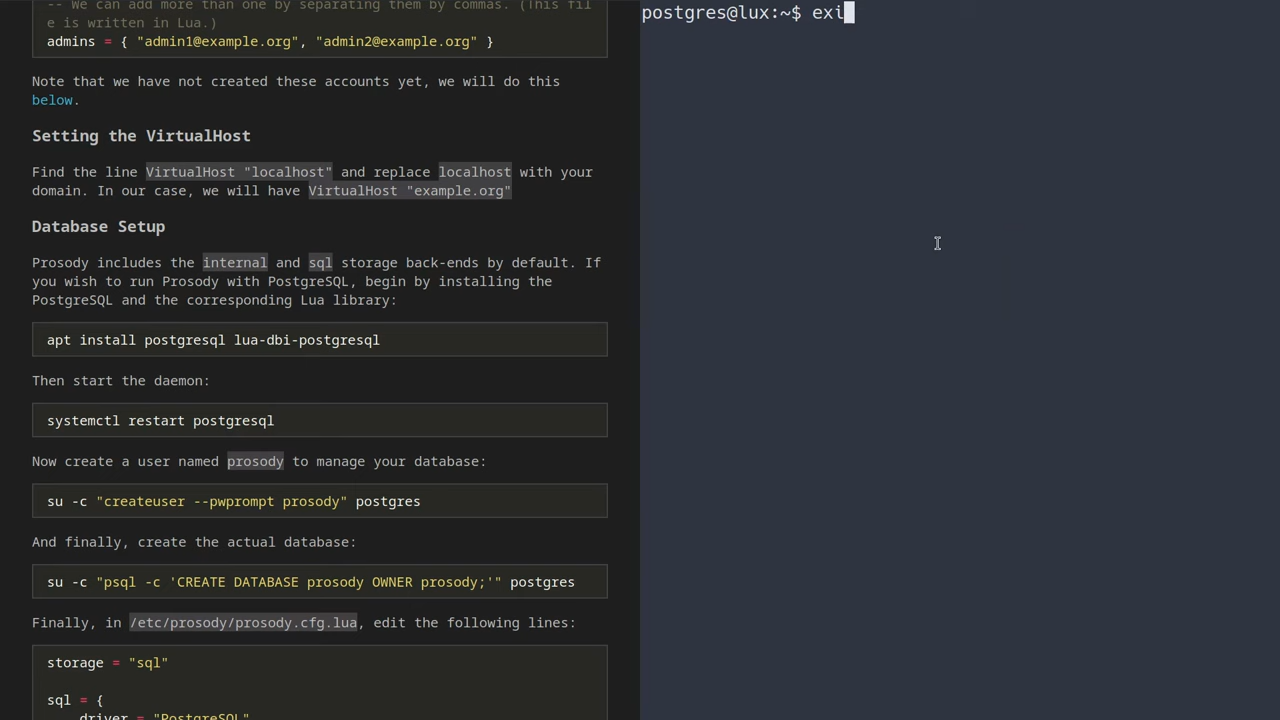 -- We can add more than one by separating them by commas. (This fil
e is written in Lua.)
admins = { "admin1@example.org", "admin2@example.org" }
Note that we have not created these accounts yet, we will do this
below.
Setting the VirtualHost
Find the line VirtualHost "localhost" and replace localhost with your
domain. In our case, we will have VirtualHost "example.org"
Database Setup
Prosody includes the internal and sql storage back-ends by default. If
you wish to run Prosody with PostgreSQL, begin by installing the
PostgreSQL and the corresponding Lua library:
apt install postgresql lua-dbi-postgresql
Then start the daemon:
systemctl restart postgresql
Now create a user named prosody to manage your database:
su -c "createuser --pwprompt prosody" postgres
And finally, create the actual database:
su -c "psql -c 'CREATE DATABASE prosody OWNER prosody;'" postgres
Finally, in /etc/prosody/prosody.cfg.lua, edit the following lines:
storage = "sql"
sql = {
driver = "PostgreSQL"
postgres@lux:~$ exi